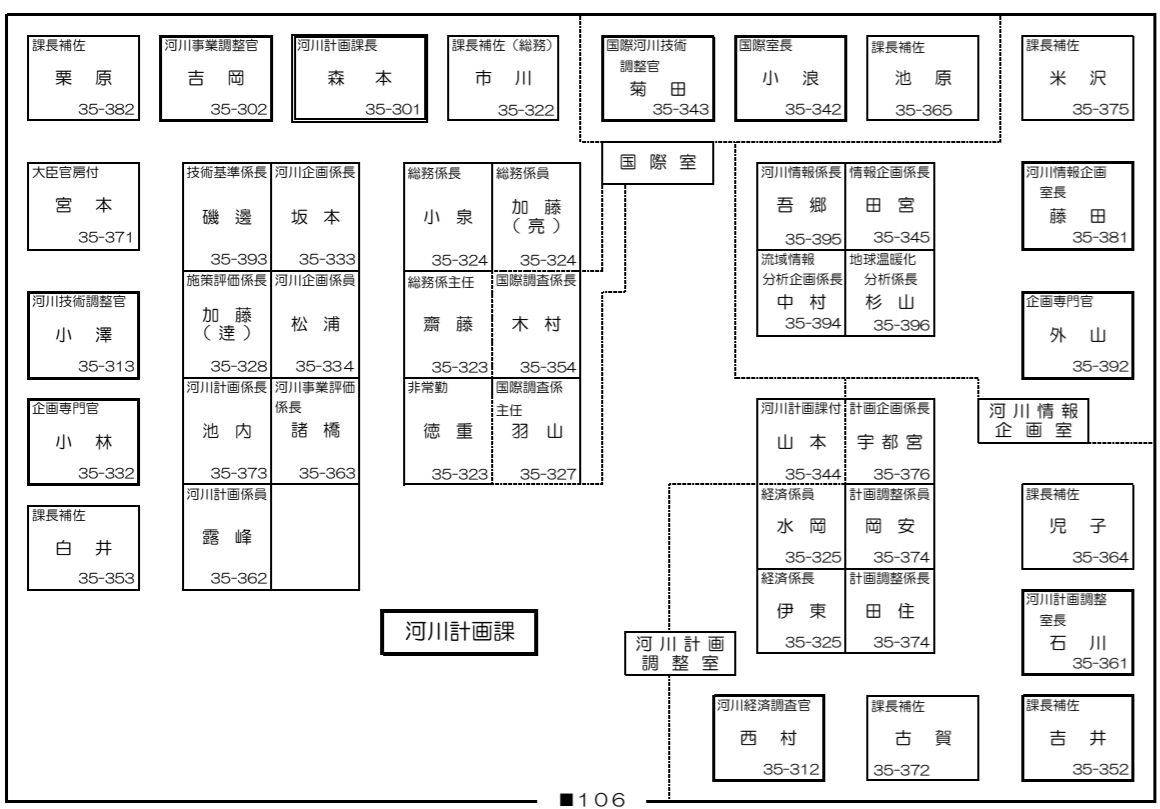 課長補佐
栗 原
35-382
河川事業調整官
吉 岡
35-302
河川計画課長
森 本
35-301
課長補佐（総務）
市 川
35-322
国際河川技術
調整官
菊 田
35-343
国際室長
小 浪
35-342
課長補佐
池 原
35-365
課長補佐
米 沢
35-375
国 際 室
大臣官房付
宮 本
35-371
河川技術調整官
小 澤
35-313
企画専門官
小 林
35-332
課長補佐
白 井
35-353
技術基準係長
磯 邊
35-393
河川企画係長
坂 本
35-333
施策評価係長
加 藤
（ 達 ）
35-328
河川企画係員
松 浦
35-334
河川計画係長
池 内
35-373
河川事業評価
係長
諸 橋
35-363
河川計画係員
露 峰
35-362
総務係長
小 泉
35-324
総務係員
加 藤
（ 亮 ）
35-324
総務係主任
齋 藤
35-323
国際調査係長
木 村
35-354
非常勤
徳 重
35-323
国際調査係
主任
羽 山
35-327
河川情報係長
吾 郷
35-395
情報企画係長
田 宮
35-345
流域情報
分析企画係長
中 村
35-394
地球温暖化
分析係長
杉 山
35-396
河川情報企画
室長
藤 田
35-381
企画専門官
外 山
35-392
河 川 情 報
企 画 室
河川計画課付
山 本
35-344
計画企画係長
宇 都 宮
35-376
経済係員
水 岡
35-325
計画調整係員
岡 安
35-374
経済係長
伊 東
35-325
計画調整係長
田 住
35-374
課長補佐
児 子
35-364
河川計画調整
室長
石 川
35-361
河川計画課
河 川 計 画
調 整 室
河川経済調査官
西 村
35-312
課長補佐
古 賀
35-372
課長補佐
吉 井
35-352
■106